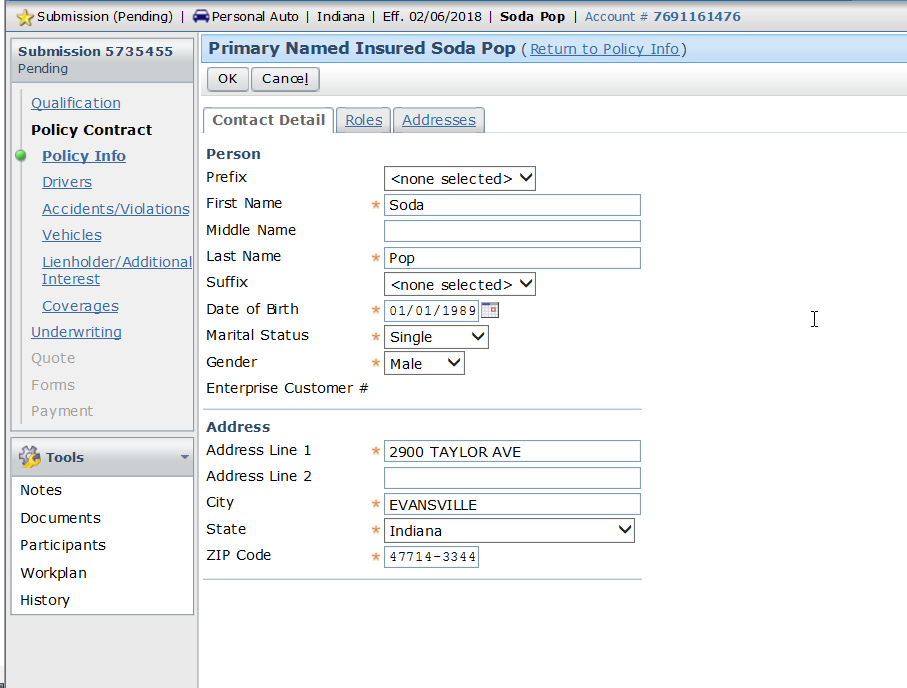 Submission (Pending) | Personal Auto | Indiana | Eff. 02/06/2018 | Soda Pop | Account # 7691161476
Submission 5735455
Pending
Qualification
Policy Contract
Policy Info
Drivers
Accidents/Violations
Vehicles
Lienholder/Additional
Interest
Coverages
Underwriting
Quote
Forms
Payment
Tools
Notes
Documents
Participants
Workplan
History
Primary Named Insured Soda Pop (Return to Policy Info)
OK Cancel
Contact Detail Roles Addresses
Person
Prefix <none selected>
First Name * Soda
Middle Name
Last Name * Pop
Suffix <none selected>
Date of Birth * 01/01/1989
Marital Status * Single
Gender * Male
Enterprise Customer #
Address
Address Line 1 * 2900 TAYLOR AVE
Address Line 2
City * EVANSVILLE
State * Indiana
ZIP Code * 47714-3344